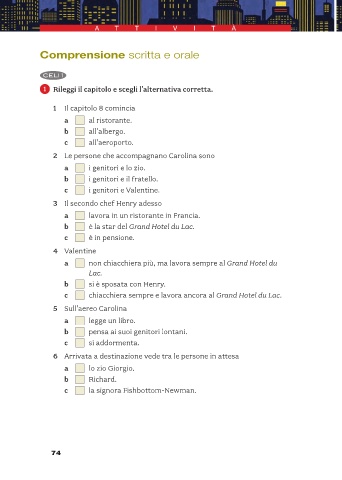 ATTIVITÀ
Comprensione scritta e orale
CELI 1
1 Rileggi il capitolo e scegli l'alternativa corretta.
1 Il capitolo 8 comincia
a al ristorante.
b all'albergo.
c all'aeroporto.
2 Le persone che accompagnano Carolina sono
a i genitori e lo zio.
b i genitori e il fratello.
c i genitori e Valentine.
3 Il secondo chef Henry adesso
a lavora in un ristorante in Francia.
b è la star del Grand Hotel du Lac.
c è in pensione.
4 Valentine
a non chiacchiera più, ma lavora sempre al Grand Hotel du
Lac.
b si è sposata con Henry.
c chiacchiera sempre e lavora ancora al Grand Hotel du Lac.
5 Sull'aereo Carolina
a legge un libro.
b pensa ai suoi genitori lontani.
c si addormenta.
6 Arrivata a destinazione vede tra le persone in attesa
a lo zio Giorgio.
b Richard.
c la signora Fishbottom-Newman.
74